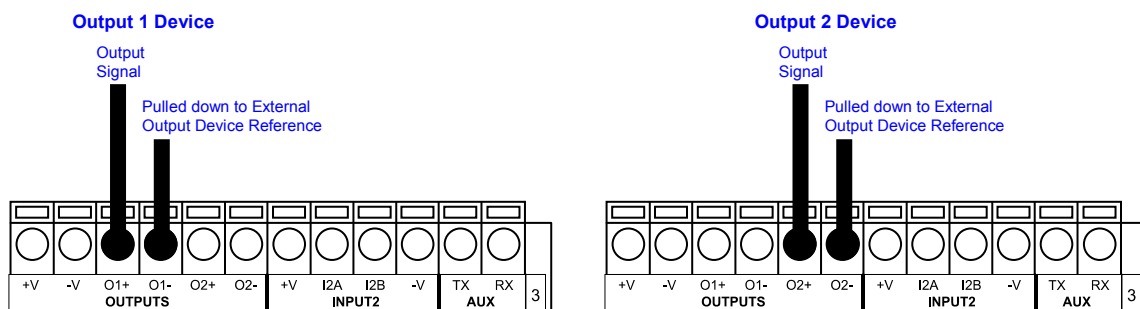 Output 1 Device
Output
Signal
Pulled down to External
Output Device Reference
+V -V O1+ O1- O2+ O2- +V I2A I2B -V TX RX
OUTPUTS INPUT2 AUX 3
Output 2 Device
Output
Signal
Pulled down to External
Output Device Reference
+V -V O1+ O1- O2+ O2- +V I2A I2B -V TX RX
OUTPUTS INPUT2 AUX 3